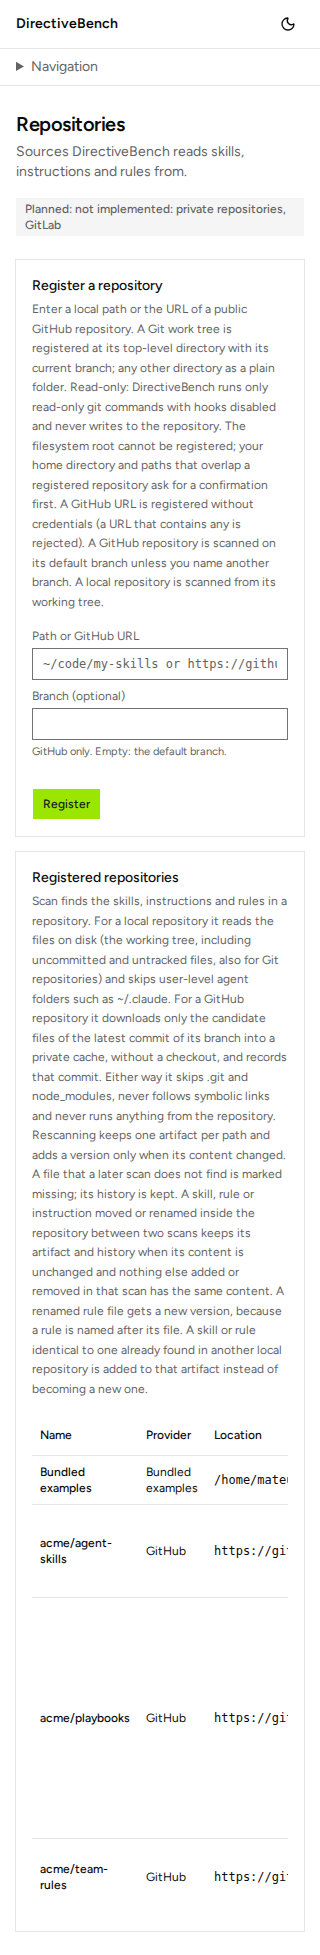 DirectiveBench
Navigation
Repositories
Sources DirectiveBench reads skills,
instructions and rules from.
Planned: not implemented: private repositories,
GitLab
Register a repository
Enter a local path or the URL of a public
GitHub repository. A Git work tree is
registered at its top-level directory with its
current branch; any other directory as a plain
folder. Read-only: DirectiveBench runs only
read-only git commands with hooks disabled
and never writes to the repository. The
filesystem root cannot be registered; your
home directory and paths that overlap a
registered repository ask for a confirmation
first. A GitHub URL is registered without
credentials (a URL that contains any is
rejected). A GitHub repository is scanned on
its default branch unless you name another
branch. A local repository is scanned from its
working tree.
Path or GitHub URL
~/code/my-skills or https://githu
Branch (optional)
GitHub only. Empty: the default branch.
Register
Registered repositories
Scan finds the skills, instructions and rules in a
repository. For a local repository it reads the
files on disk (the working tree, including
uncommitted and untracked files, also for Git
repositories) and skips user-level agent
folders such as ~/.claude. For a GitHub
repository it downloads only the candidate
files of the latest commit of its branch into a
private cache, without a checkout, and records
that commit. Either way it skips .git and
node_modules, never follows symbolic links
and never runs anything from the repository.
Rescanning keeps one artifact per path and
adds a version only when its content changed.
A file that a later scan does not find is marked
missing; its history is kept. A skill, rule or
instruction moved or renamed inside the
repository between two scans keeps its
artifact and history when its content is
unchanged and nothing else added or
removed in that scan has the same content. A
renamed rule file gets a new version, because
a rule is named after its file. A skill or rule
identical to one already found in another local
repository is added to that artifact instead of
becoming a new one.
Name Provider Location
Bundled examples Bundled examples /home/mateu
acme/agent-skills GitHub https://git
acme/playbooks GitHub https://git
acme/team-rules GitHub https://git